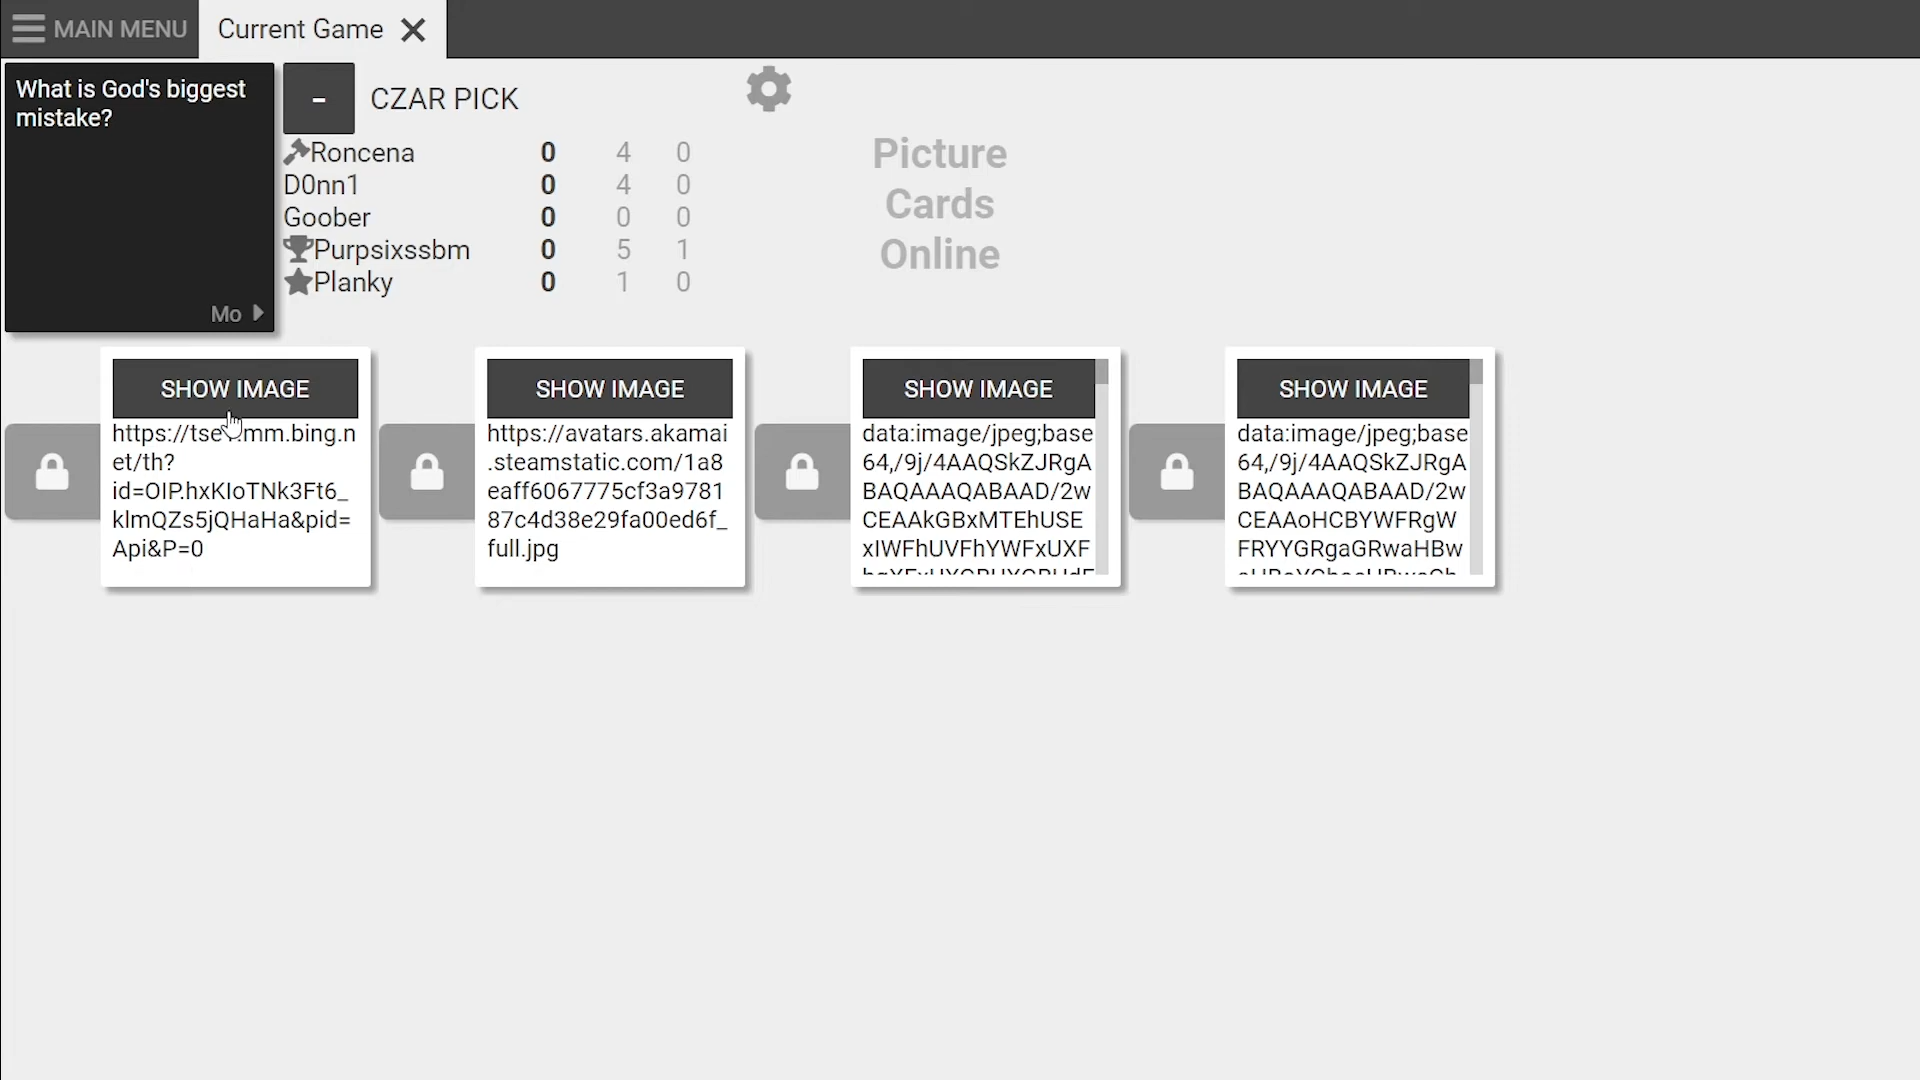 MAIN MENU
Current Game
What is God's biggest
mistake?
Mo
-
CZAR PICK
Roncena 0 4 0
D0nn1 0 4 0
Goober 0 0 0
Purpsixssbm 0 5 1
Planky 0 1 0
Picture
Cards
Online
SHOW IMAGE
https://tse mm.bing.n
et/th?
id=OIP.hxKIoTNk3Ft6_
klmQZs5jQHaHa&pid=
Api&P=0
SHOW IMAGE
https://avatars.akamai
.steamstatic.com/1a8
eaff6067775cf3a9781
87c4d38e29fa00ed6f_
full.jpg
SHOW IMAGE
data:image/jpeg;base
64,/9j/4AAQSkZJRgA
BAQAAAQABAAD/2w
CEAAkGBxMTEhUSE
xIWFhUVFhYWFxUXF
SHOW IMAGE
data:image/jpeg;base
64,/9j/4AAQSkZJRgA
BAQAAAQABAAD/2w
CEAAoHCBYWFRgW
FRYYGRgaGRwaHBw